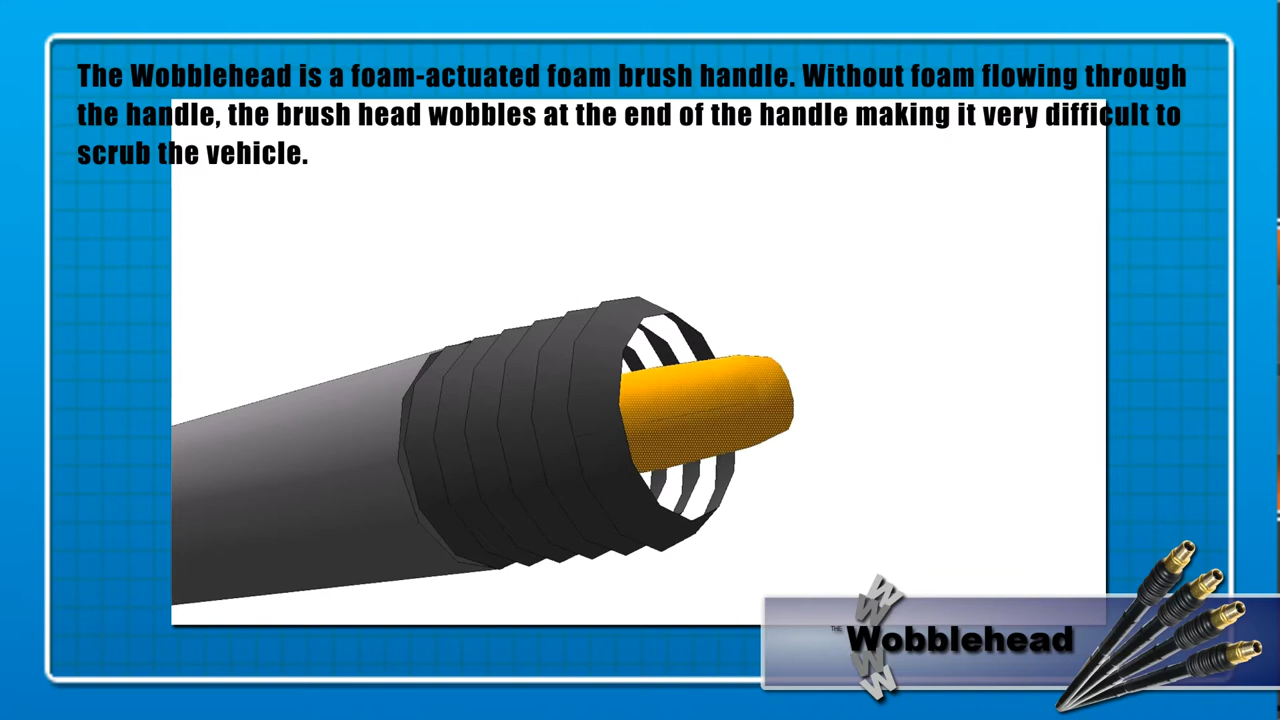 The Wobblehead is a foam-actuated foam brush handle. Without foam flowing through
the handle, the brush head wobbles at the end of the handle making it very difficult to
scrub the vehicle.
W
W
THE Wobblehead
W
W